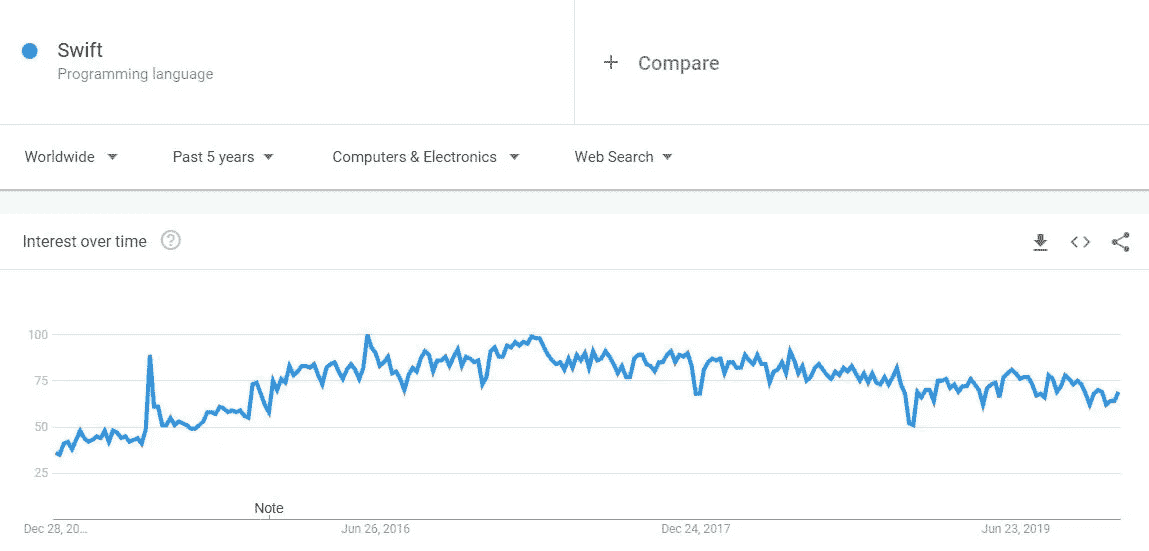 Swift
Programming language
+ Compare
Worldwide
Past 5 years
Computers & Electronics
Web Search
Interest over time ?
100
75
50
25
Note
Dec 28, 20...
Jun 26, 2016
Dec 24, 2017
Jun 23, 2019